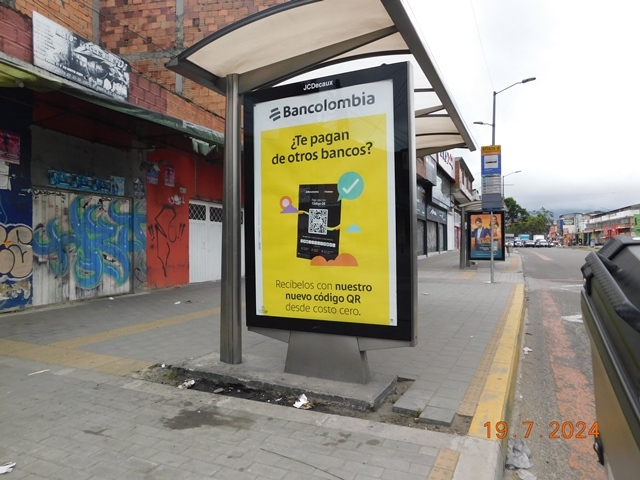 JCDecaux
Bancolombia
¿Te pagan
de otros bancos?
Recíbelos con nuestro
nuevo código QR
desde costo cero.
19.7.2024